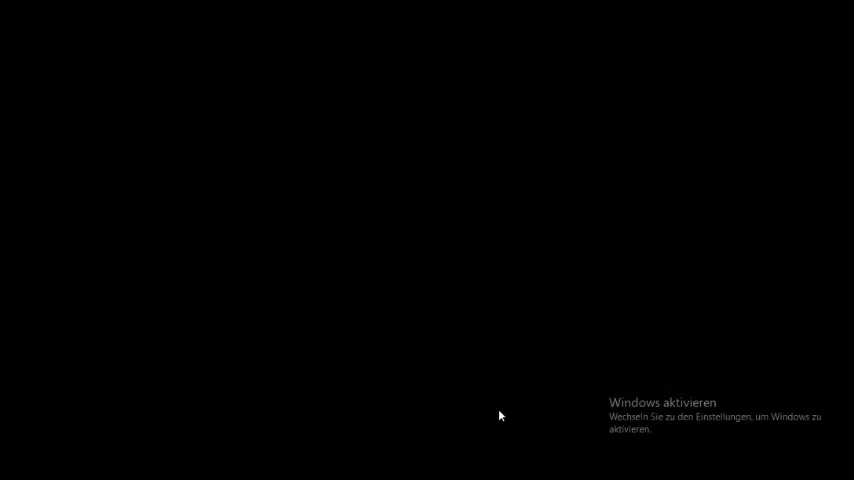 Windows aktivieren
Wechseln Sie zu den Einstellungen, um Windows zu
aktivieren.